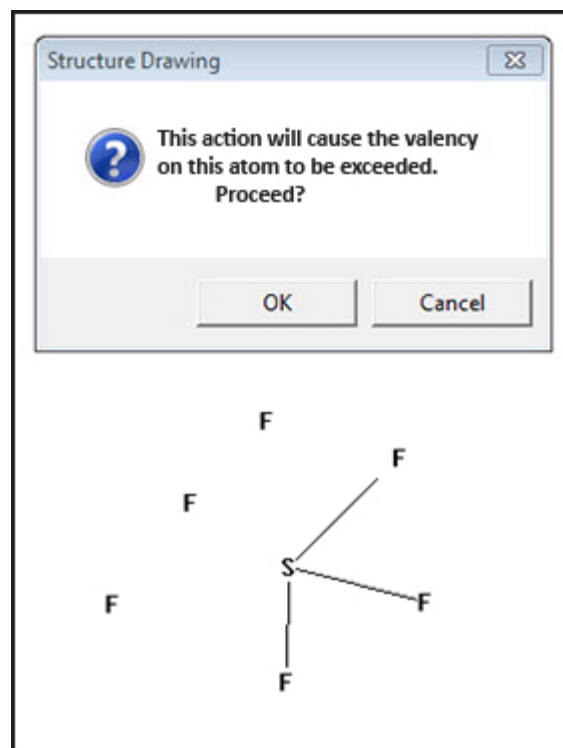 Structure Drawing
?
This action will cause the valency
on this atom to be exceeded.
Proceed?
OK Cancel
F
F
F
S
F
F
F